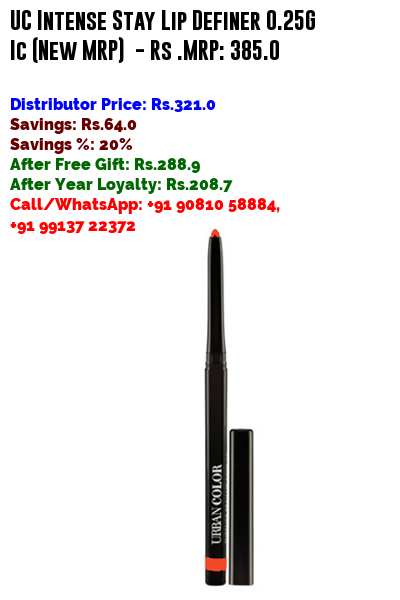 UC Intense Stay Lip Definer 0.25G
Ic (New MRP) - Rs .MRP: 385.0
Distributor Price: Rs.321.0
Savings: Rs.64.0
Savings %: 20%
After Free Gift: Rs.288.9
After Year Loyalty: Rs.208.7
Call/WhatsApp: +91 90810 58884,
+91 99137 22372
URBAN COLOR